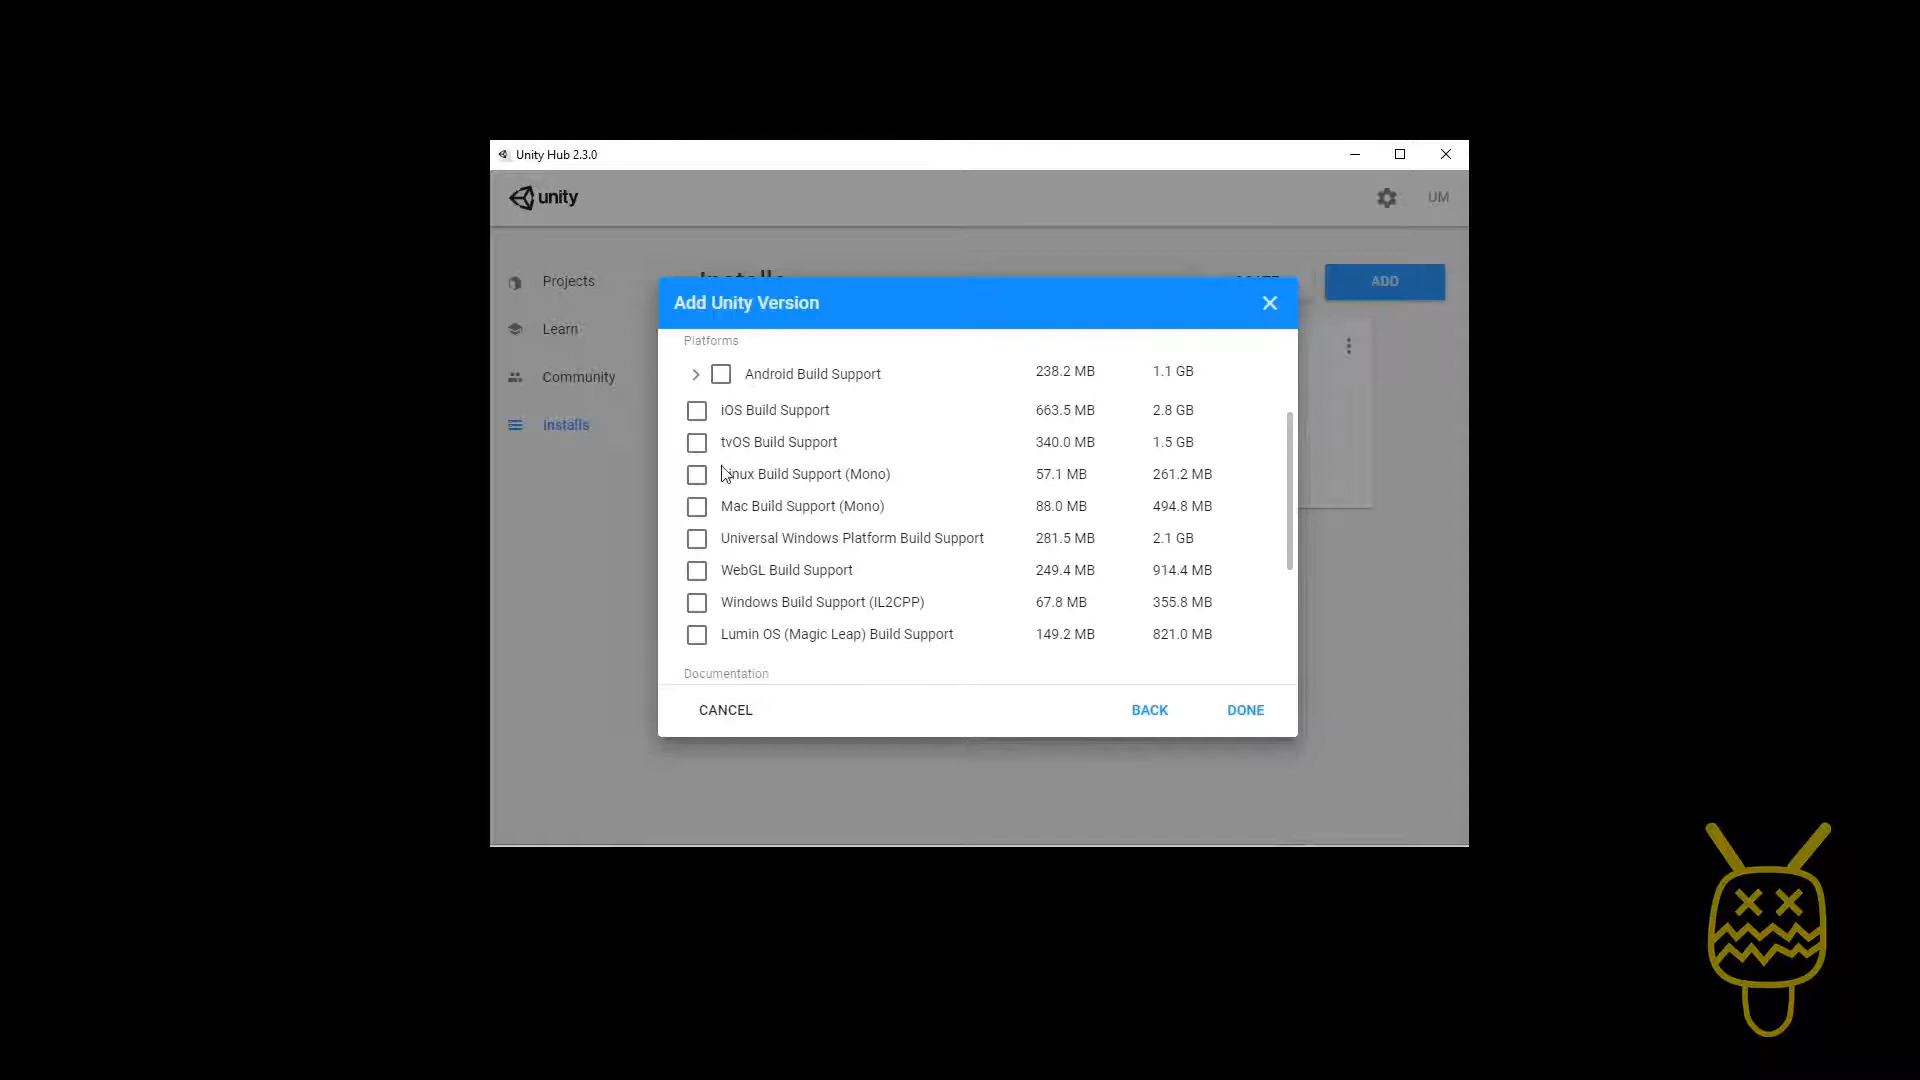 Unity Hub 2.3.0
unity
UM
Projects
Learn
Community
Installs
ADD
Add Unity Version
Platforms
Android Build Support 238.2 MB 1.1 GB
iOS Build Support 663.5 MB 2.8 GB
tvOS Build Support 340.0 MB 1.5 GB
Linux Build Support (Mono) 57.1 MB 261.2 MB
Mac Build Support (Mono) 88.0 MB 494.8 MB
Universal Windows Platform Build Support 281.5 MB 2.1 GB
WebGL Build Support 249.4 MB 914.4 MB
Windows Build Support (IL2CPP) 67.8 MB 355.8 MB
Lumin OS (Magic Leap) Build Support 149.2 MB 821.0 MB
Documentation
CANCEL BACK DONE